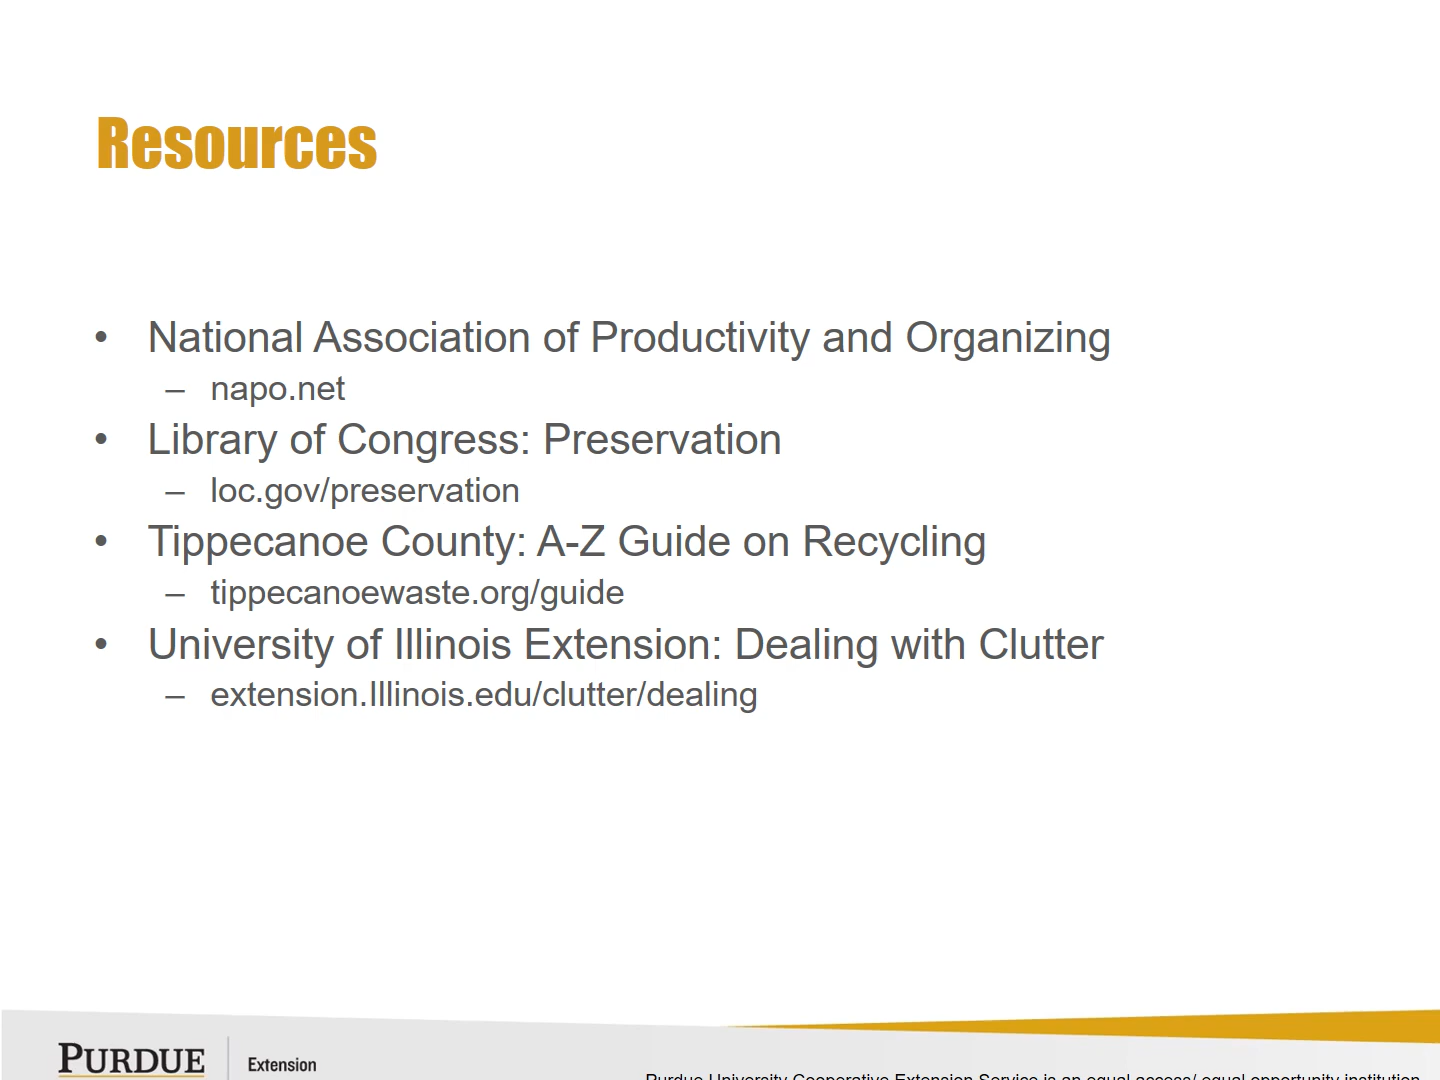 Resources
• National Association of Productivity and Organizing
– napo.net
• Library of Congress: Preservation
– loc.gov/preservation
• Tippecanoe County: A-Z Guide on Recycling
– tippecanoewaste.org/guide
• University of Illinois Extension: Dealing with Clutter
– extension.Illinois.edu/clutter/dealing
PURDUE
Extension
Purdue University Cooperative Extension Service is an equal access/ equal opportunity institution